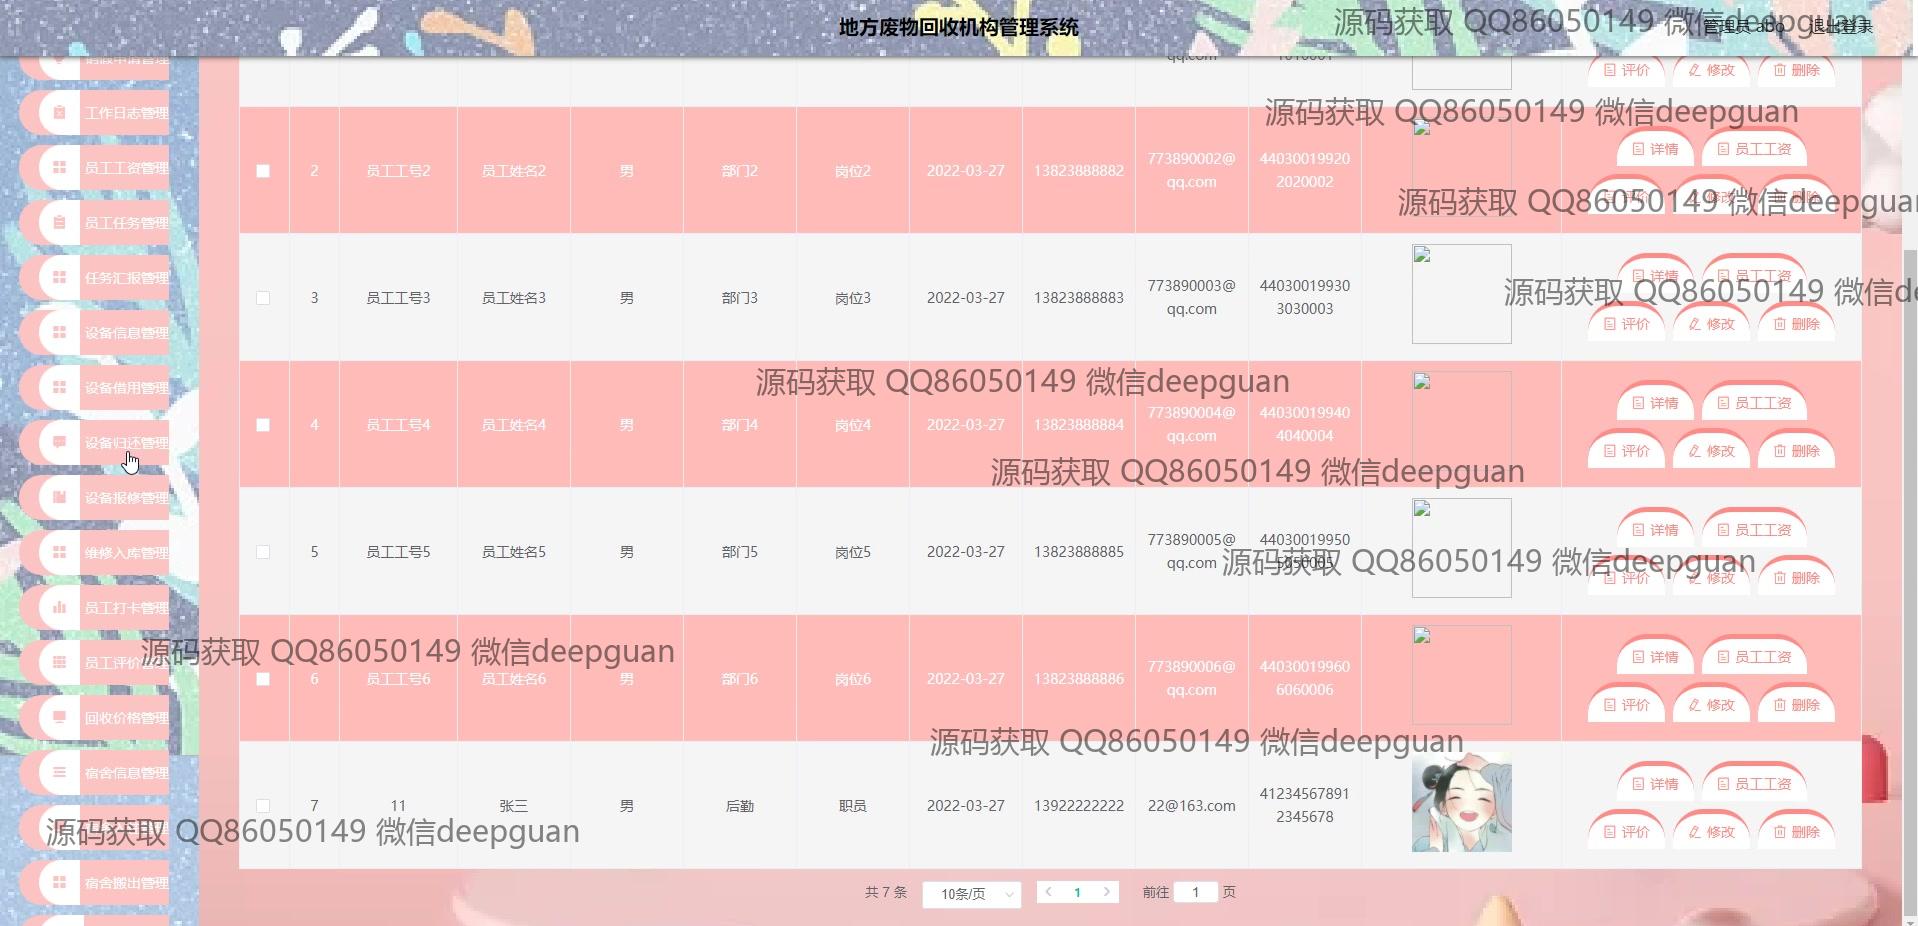 地方废物回收机构管理系统
管理员 abo 退出登录
源码获取 QQ86050149 微信deepguan
请假申请管理
工作日志管理
员工工资管理
员工任务管理
任务汇报管理
设备信息管理
设备借用管理
设备归还管理
设备报修管理
维修入库管理
员工打卡管理
员工评价管理
回收价格管理
宿舍信息管理
宿舍搬出管理
qq.com
评价 修改 删除
源码获取 QQ86050149 微信deepguan
2 员工工号2 员工姓名2 男 部门2 岗位2 2022-03-27 13823888882 773890002@qq.com 440300199202020002 详情 员工工资
评价 修改 删除
源码获取 QQ86050149 微信deepguan
3 员工工号3 员工姓名3 男 部门3 岗位3 2022-03-27 13823888883 773890003@qq.com 440300199303030003 详情 员工工资
评价 修改 删除
源码获取 QQ86050149 微信de
源码获取 QQ86050149 微信deepguan
4 员工工号4 员工姓名4 男 部门4 岗位4 2022-03-27 13823888884 773890004@qq.com 440300199404040004 详情 员工工资
评价 修改 删除
源码获取 QQ86050149 微信deepguan
5 员工工号5 员工姓名5 男 部门5 岗位5 2022-03-27 13823888885 773890005@qq.com 440300199505050005 详情 员工工资
评价 修改 删除
源码获取 QQ86050149 微信deepguan
源码获取 QQ86050149 微信deepguan
6 员工工号6 员工姓名6 男 部门6 岗位6 2022-03-27 13823888886 773890006@qq.com 440300199606060006 详情 员工工资
评价 修改 删除
源码获取 QQ86050149 微信deepguan
7 11 张三 男 后勤 职员 2022-03-27 13922222222 22@163.com 412345678912345678 详情 员工工资
评价 修改 删除
源码获取 QQ86050149 微信deepguan
共 7 条 10条/页 1 前往 1 页